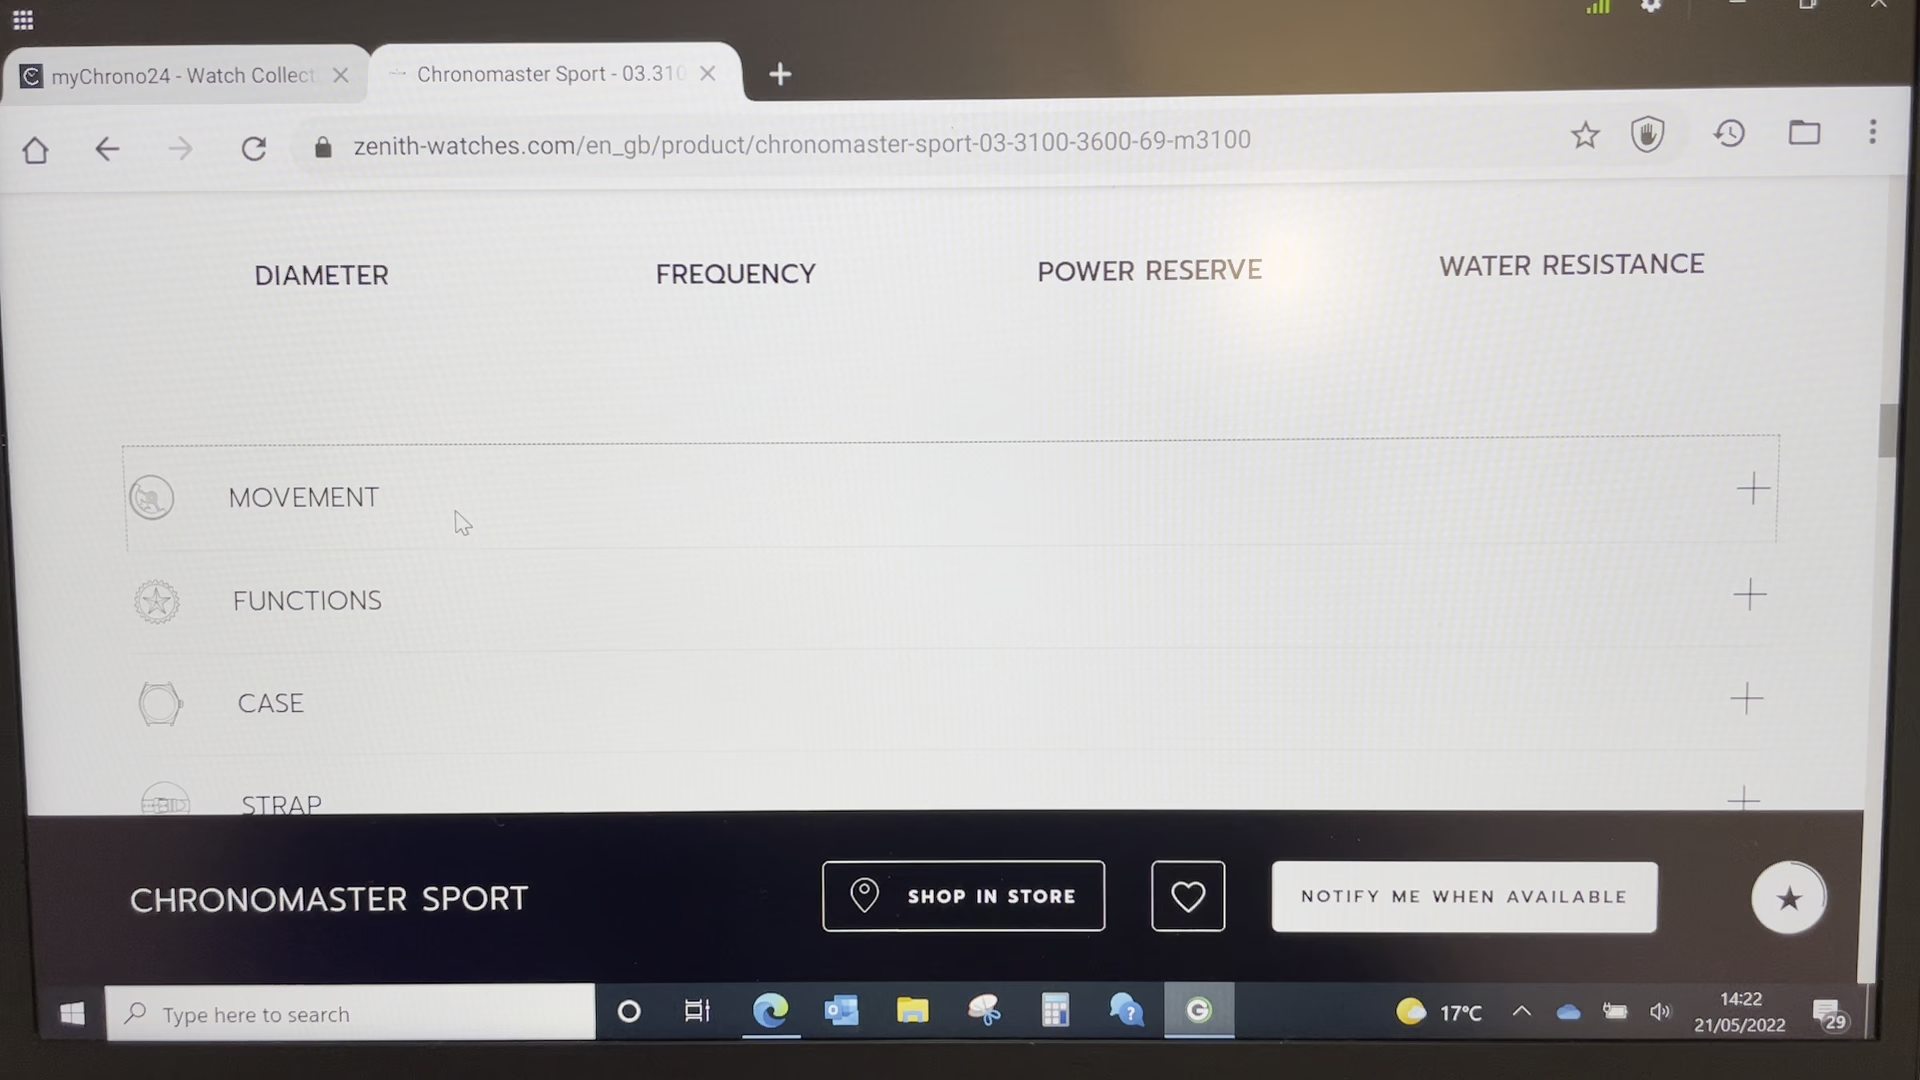 myChrono24 - Watch Collect
Chronomaster Sport - 03.310
zenith-watches.com/en_gb/product/chronomaster-sport-03-3100-3600-69-m3100
DIAMETER
FREQUENCY
POWER RESERVE
WATER RESISTANCE
MOVEMENT
FUNCTIONS
CASE
STRAP
CHRONOMASTER SPORT
SHOP IN STORE
NOTIFY ME WHEN AVAILABLE
Type here to search
17°C
14:22
21/05/2022
29